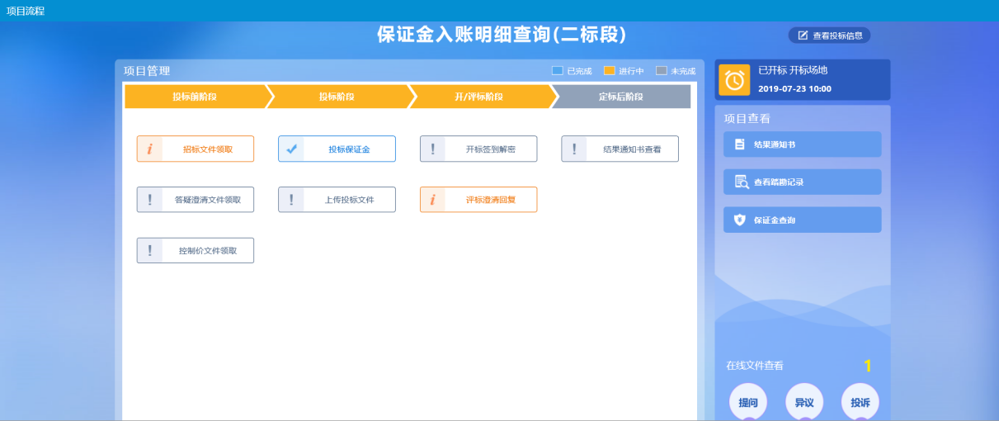 项目流程
保证金入账明细查询(二标段)
查看投标信息
项目管理
已完成
进行中
未完成
投标前阶段
投标阶段
开/评标阶段
定标后阶段
招标文件领取
投标保证金
开标签到解密
结果通知书查看
答疑澄清文件领取
上传投标文件
评标澄清回复
控制价文件领取
已开标 开标场地
2019-07-23 10:00
项目查看
结果通知书
查看踏勘记录
保证金查询
在线文件查看
1
提问
异议
投诉